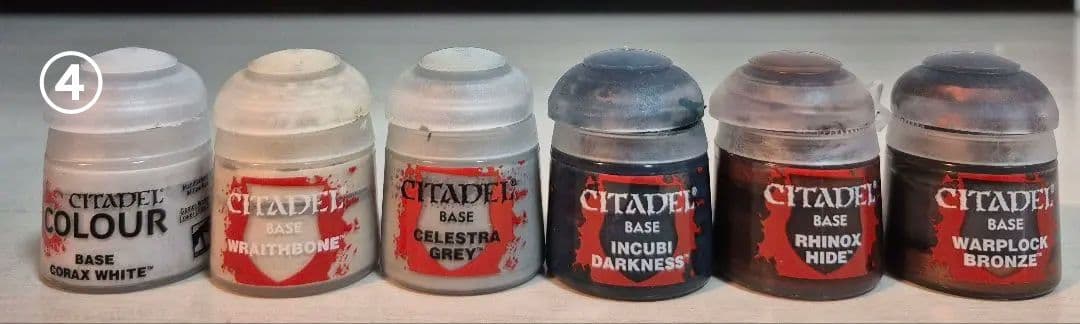 ④
CITADEL
COLOUR
BASE
CORAX WHITE™
CITADEL
BASE
WRAITHBONE™
CITADEL®
BASE
CELESTRA
GREY™
CITADEL®
BASE
INCUBI
DARKNESS™
CITADEL®
BASE
RHINOX
HIDE™
CITADEL®
BASE
WARPLOCK
BRONZE™